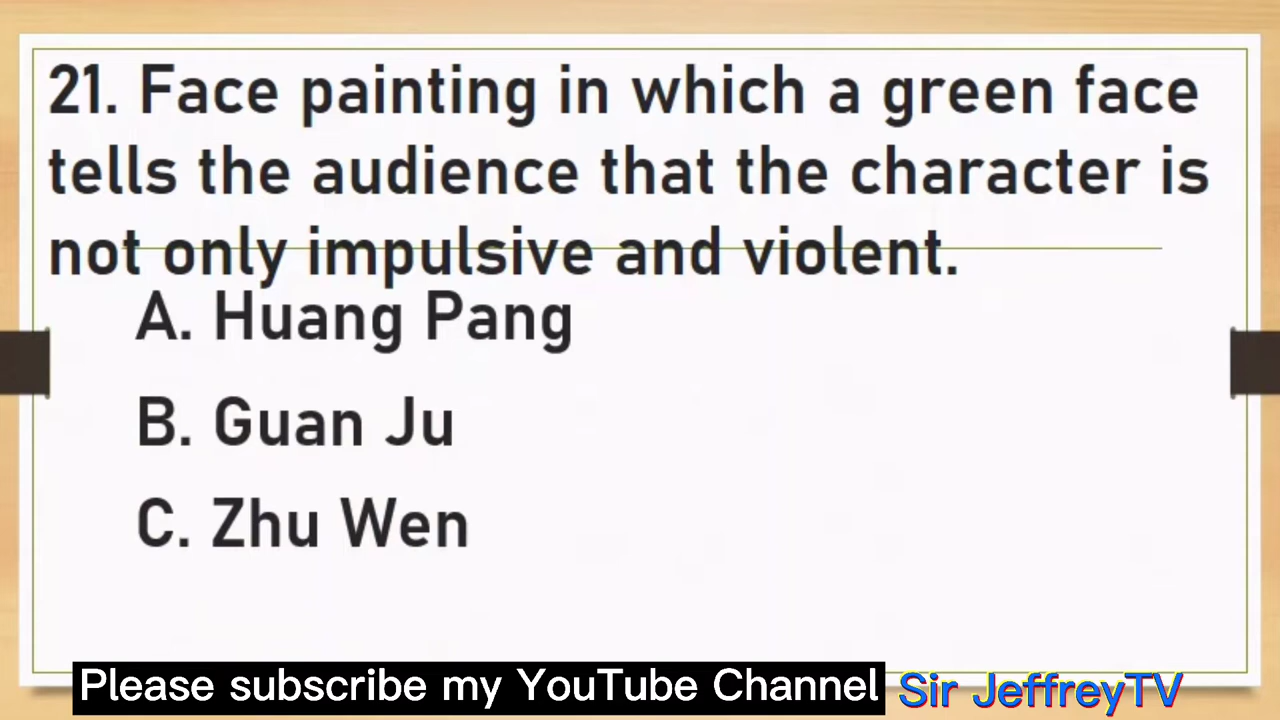 21. Face painting in which a green face
tells the audience that the character is
not only impulsive and violent.
A. Huang Pang
B. Guan Ju
C. Zhu Wen
Please subscribe my YouTube Channel Sir JeffreyTV